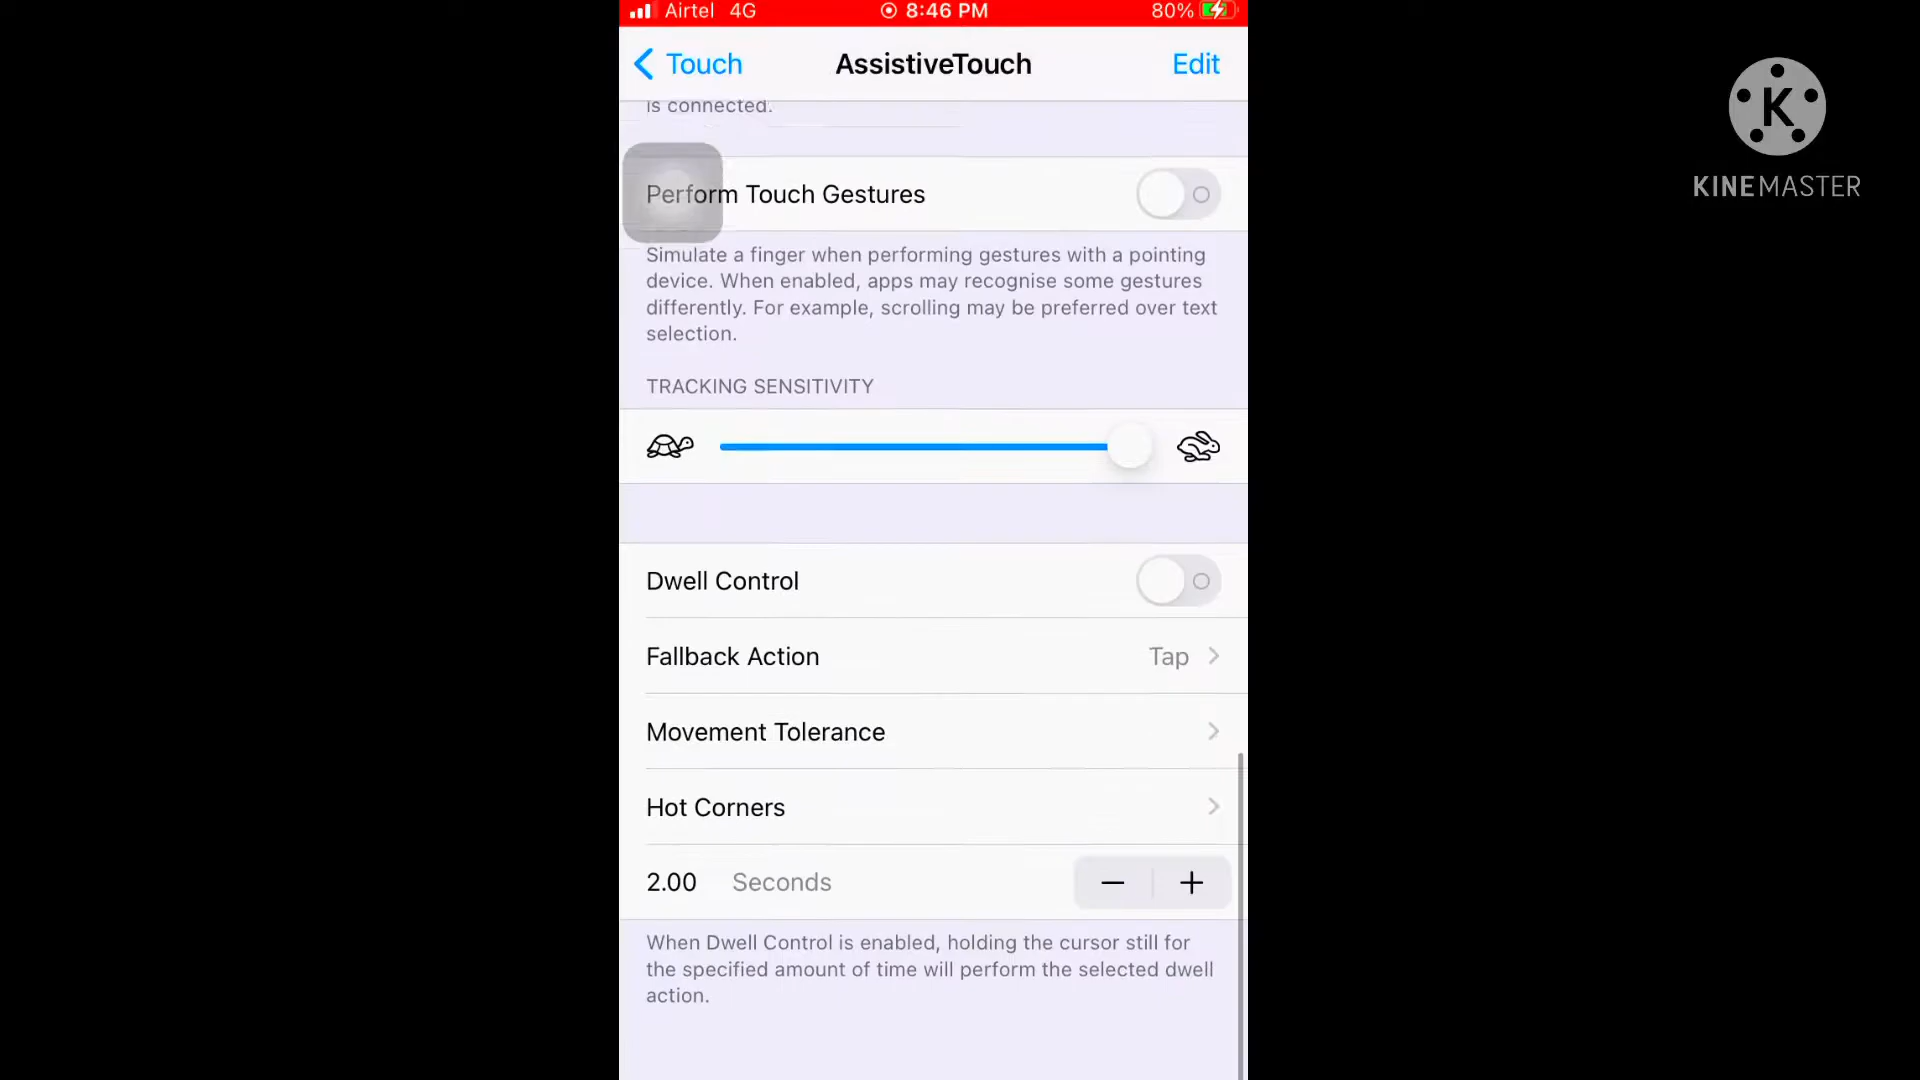 Airtel 4G 8:46 PM 80%
Touch AssistiveTouch Edit
is connected.
Perform Touch Gestures
Simulate a finger when performing gestures with a pointing
device. When enabled, apps may recognise some gestures
differently. For example, scrolling may be preferred over text
selection.
TRACKING SENSITIVITY
Dwell Control
Fallback Action Tap
Movement Tolerance
Hot Corners
2.00 Seconds
When Dwell Control is enabled, holding the cursor still for
the specified amount of time will perform the selected dwell
action.
K
KINEMASTER